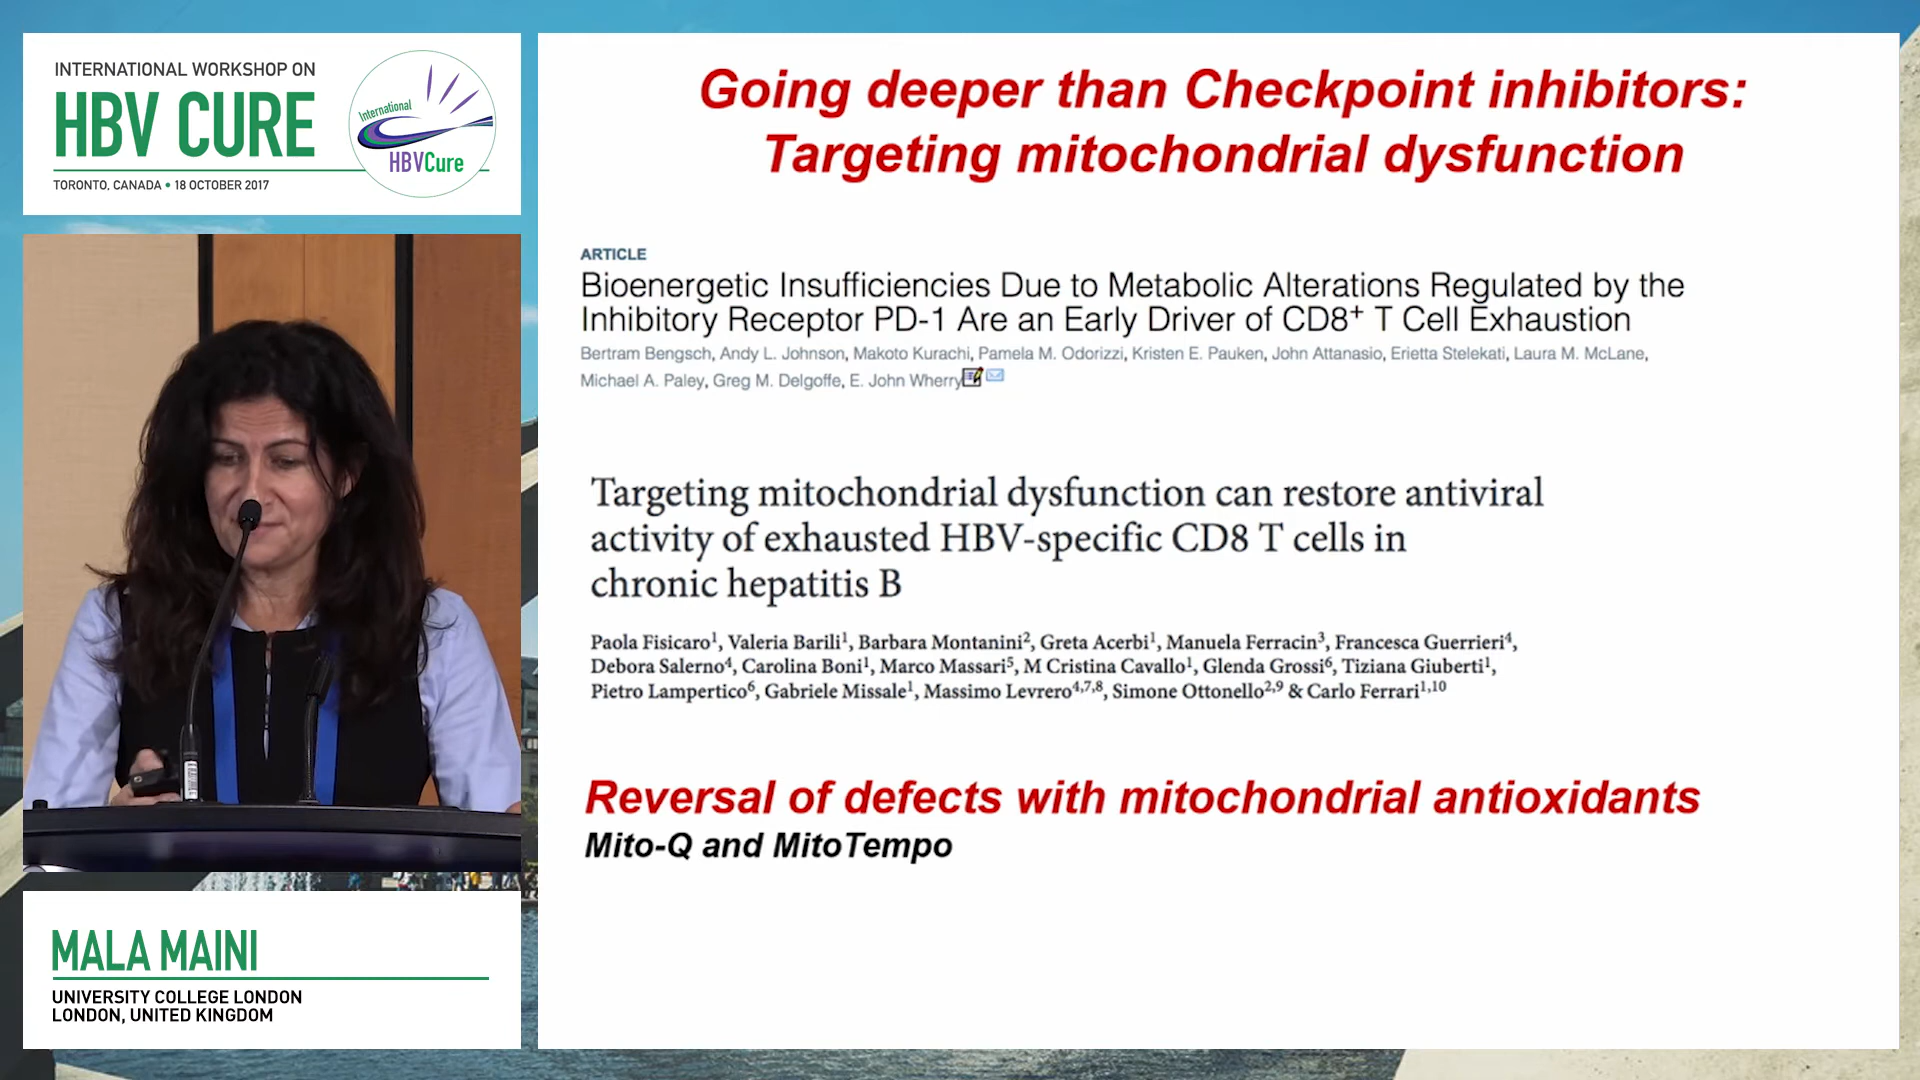 INTERNATIONAL WORKSHOP ON
HBV CURE
TORONTO, CANADA • 18 OCTOBER 2017
International
HBVCure
Going deeper than Checkpoint inhibitors:
Targeting mitochondrial dysfunction
ARTICLE
Bioenergetic Insufficiencies Due to Metabolic Alterations Regulated by the
Inhibitory Receptor PD-1 Are an Early Driver of CD8⁺ T Cell Exhaustion
Bertram Bengsch, Andy L. Johnson, Makoto Kurachi, Pamela M. Odorizzi, Kristen E. Pauken, John Attanasio, Erietta Stelekati, Laura M. McLane,
Michael A. Paley, Greg M. Delgoffe, E. John Wherry
Targeting mitochondrial dysfunction can restore antiviral
activity of exhausted HBV-specific CD8 T cells in
chronic hepatitis B
Paola Fisicaro¹, Valeria Barili¹, Barbara Montanini², Greta Acerbi¹, Manuela Ferracin³, Francesca Guerrieri⁴,
Debora Salerno⁴, Carolina Boni¹, Marco Massari⁵, M Cristina Cavallo¹, Glenda Grossi⁶, Tiziana Giuberti¹,
Pietro Lampertico⁶, Gabriele Missale¹, Massimo Levrero⁴,⁷,⁸, Simone Ottonello²,⁹ & Carlo Ferrari¹,¹⁰
Reversal of defects with mitochondrial antioxidants
Mito-Q and MitoTempo
MALA MAINI
UNIVERSITY COLLEGE LONDON
LONDON, UNITED KINGDOM